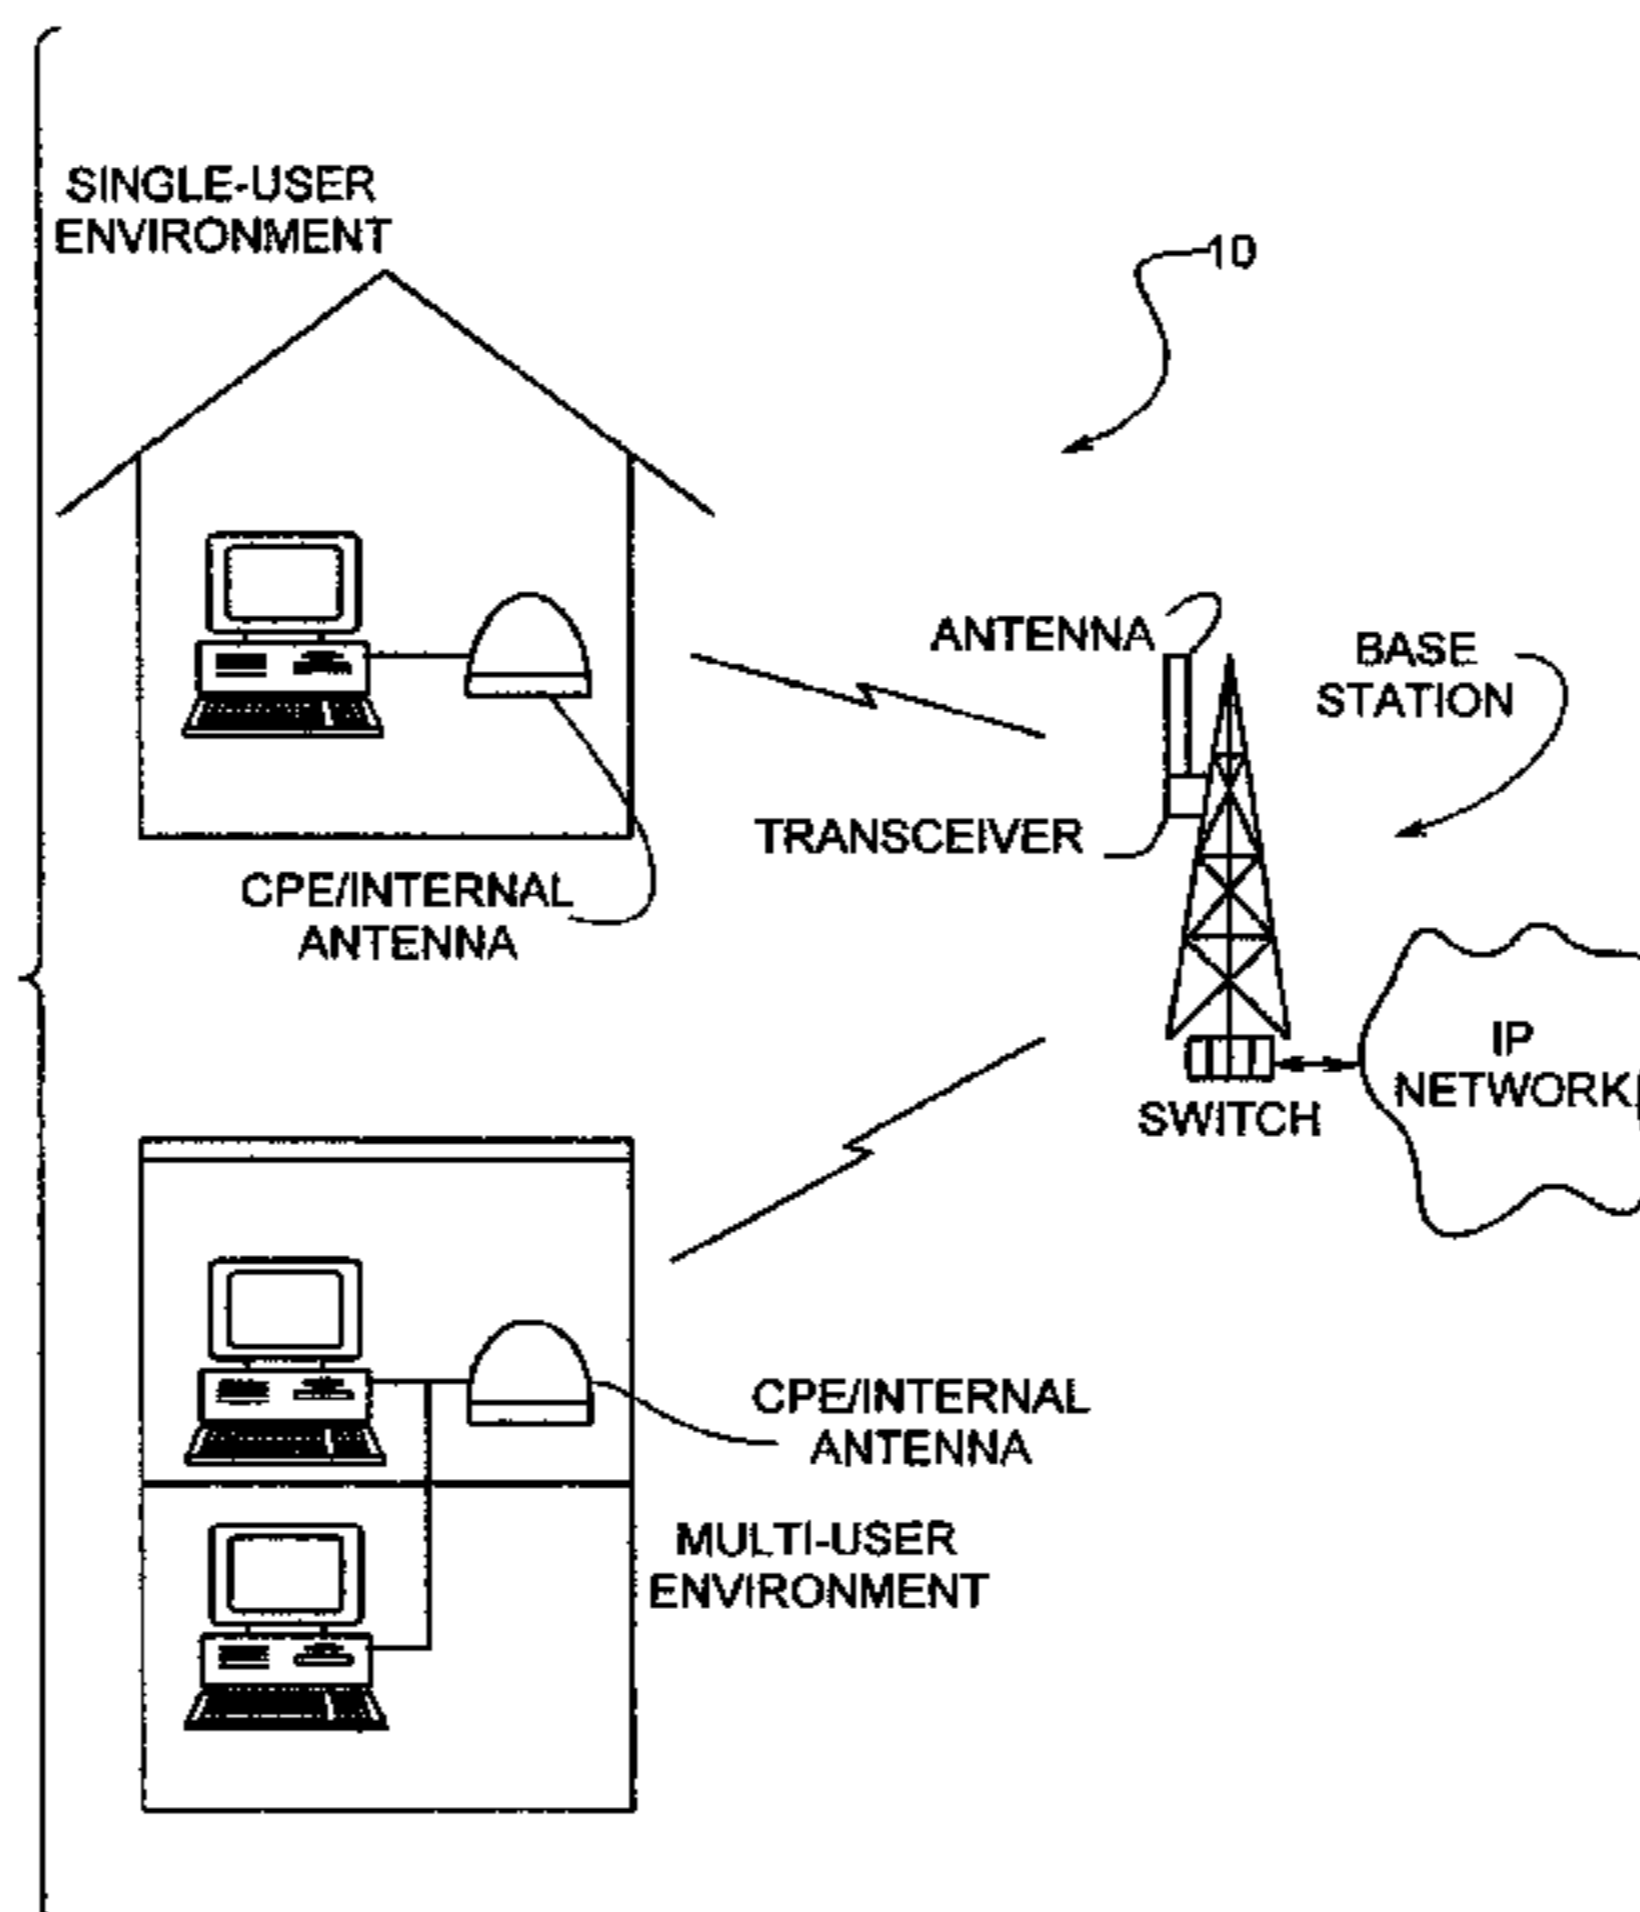 SINGLE-USER
ENVIRONMENT
10
ANTENNA
BASE
STATION
TRANSCEIVER
CPE/INTERNAL
ANTENNA
IP
NETWORK
SWITCH
CPE/INTERNAL
ANTENNA
MULTI-USER
ENVIRONMENT